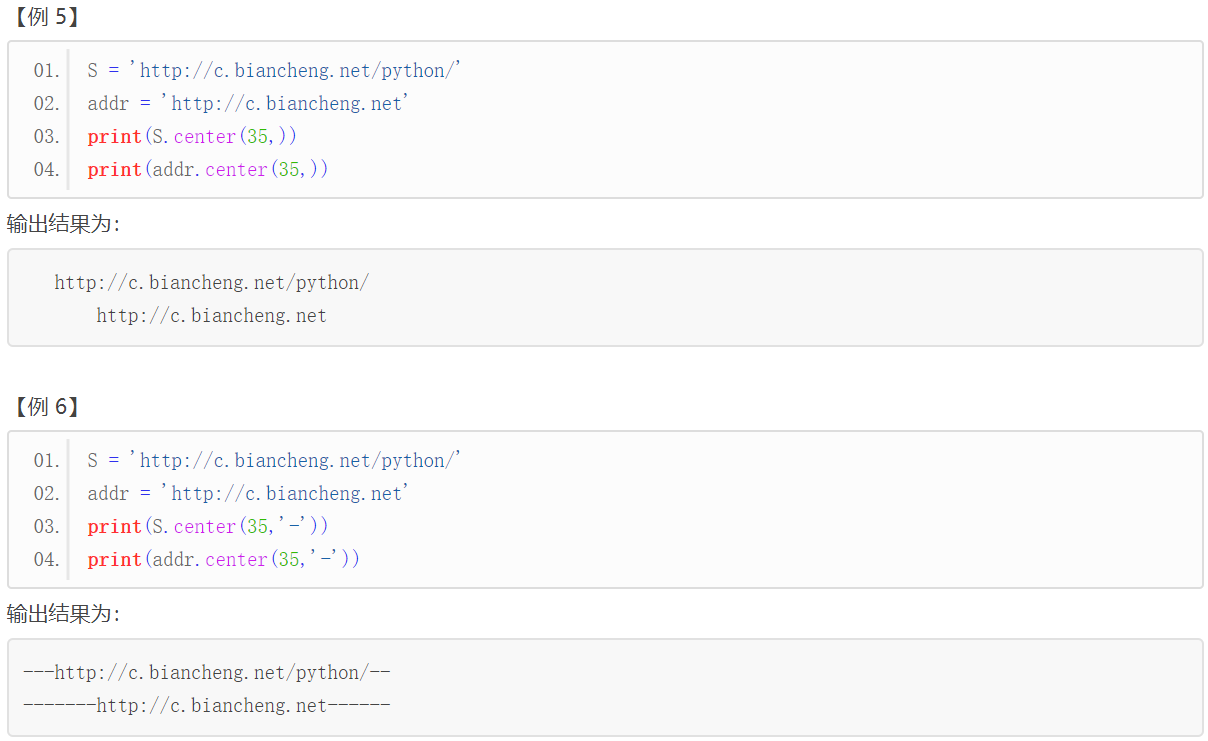 【例 5】
01. S = 'http://c.biancheng.net/python/'
02. addr = 'http://c.biancheng.net'
03. print(S.center(35,))
04. print(addr.center(35,))
输出结果为：
http://c.biancheng.net/python/
http://c.biancheng.net
【例 6】
01. S = 'http://c.biancheng.net/python/'
02. addr = 'http://c.biancheng.net'
03. print(S.center(35,'-'))
04. print(addr.center(35,'-'))
输出结果为：
---http://c.biancheng.net/python/--
-------http://c.biancheng.net------